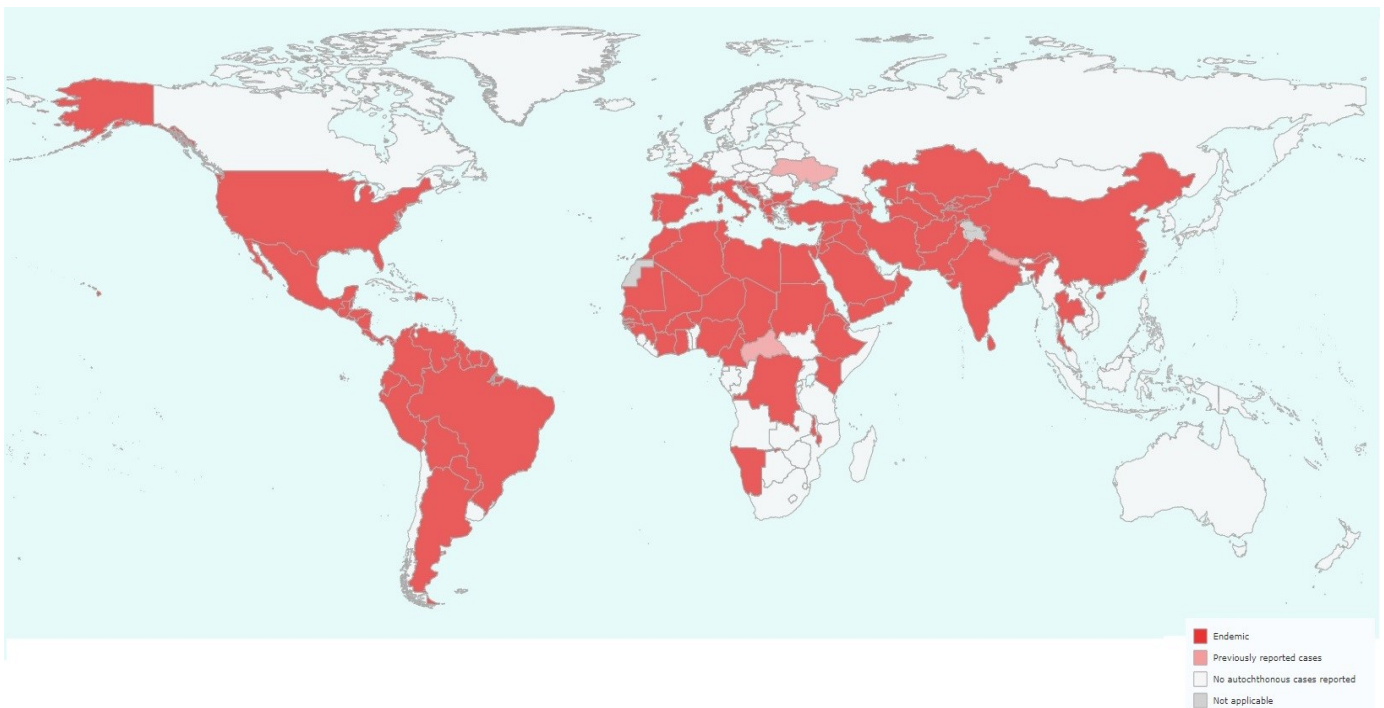 Endemic
Previously reported cases
No autochthonous cases reported
Not applicable